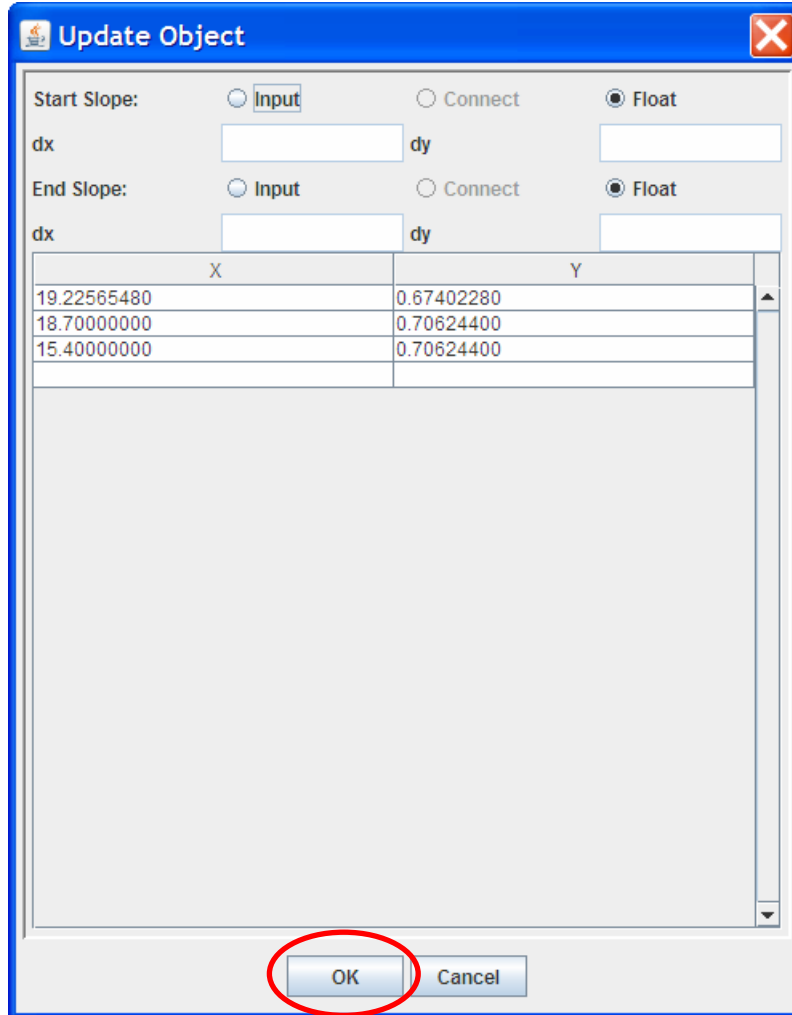 Update Object
Start Slope: Input Connect Float
dx dy
End Slope: Input Connect Float
dx dy
X Y
19.22565480 0.67402280
18.70000000 0.70624400
15.40000000 0.70624400
OK Cancel